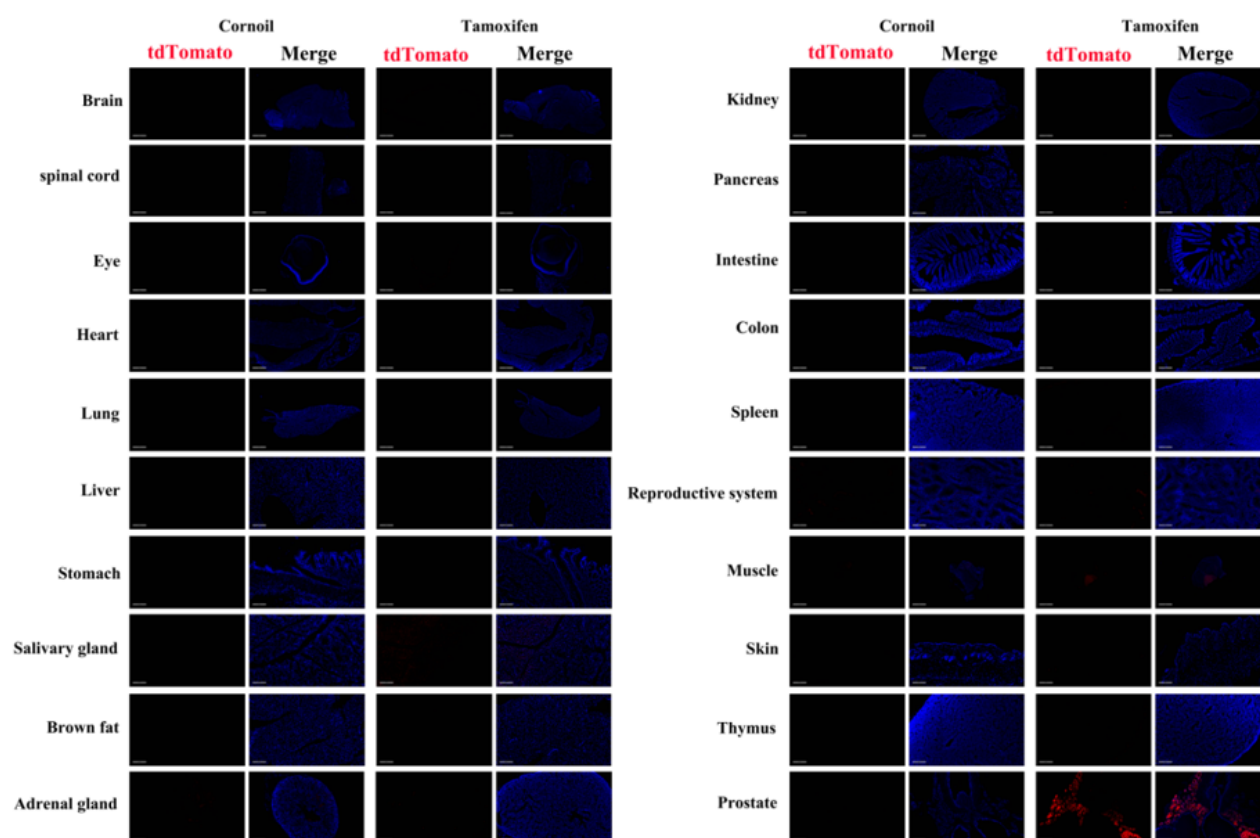 Cornoil Tamoxifen Cornoil Tamoxifen
tdTomato Merge tdTomato Merge tdTomato Merge tdTomato Merge
Brain Kidney
spinal cord Pancreas
Eye Intestine
Heart Colon
Lung Spleen
Liver Reproductive system
Stomach Muscle
Salivary gland Skin
Brown fat Thymus
Adrenal gland Prostate